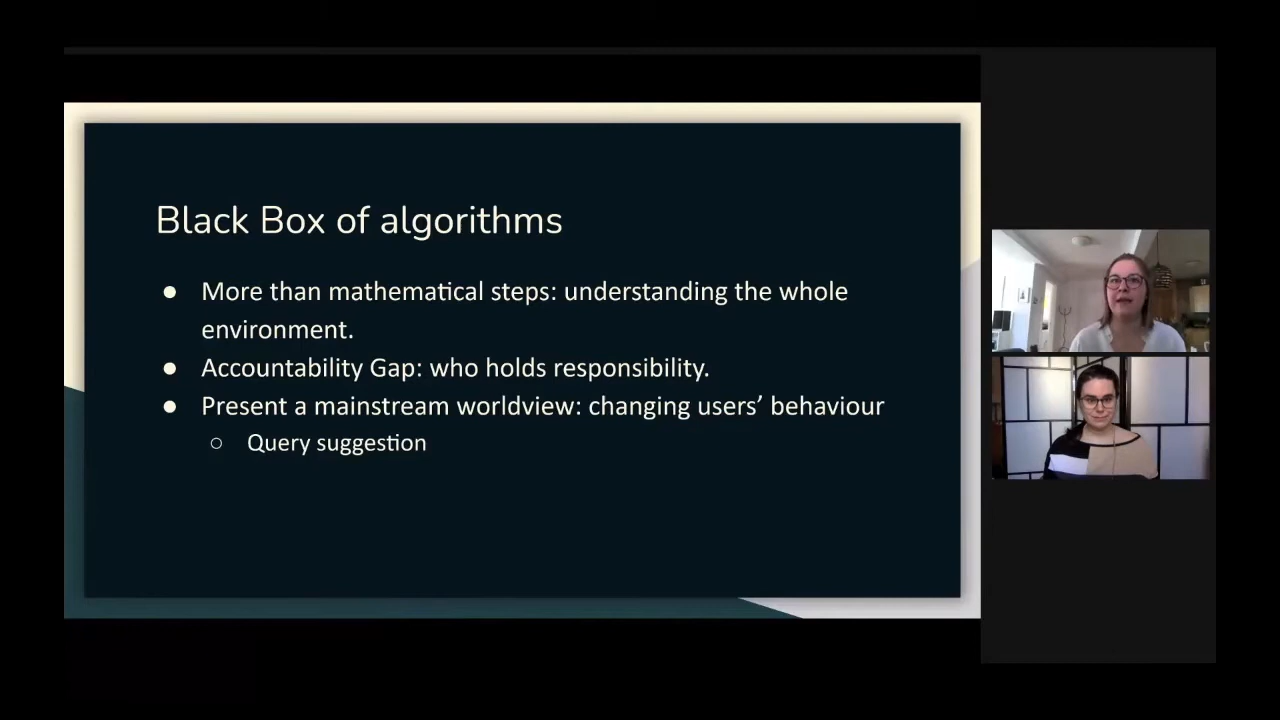 Black Box of algorithms
● More than mathematical steps: understanding the whole
environment.
● Accountability Gap: who holds responsibility.
● Present a mainstream worldview: changing users’ behaviour
○ Query suggestion